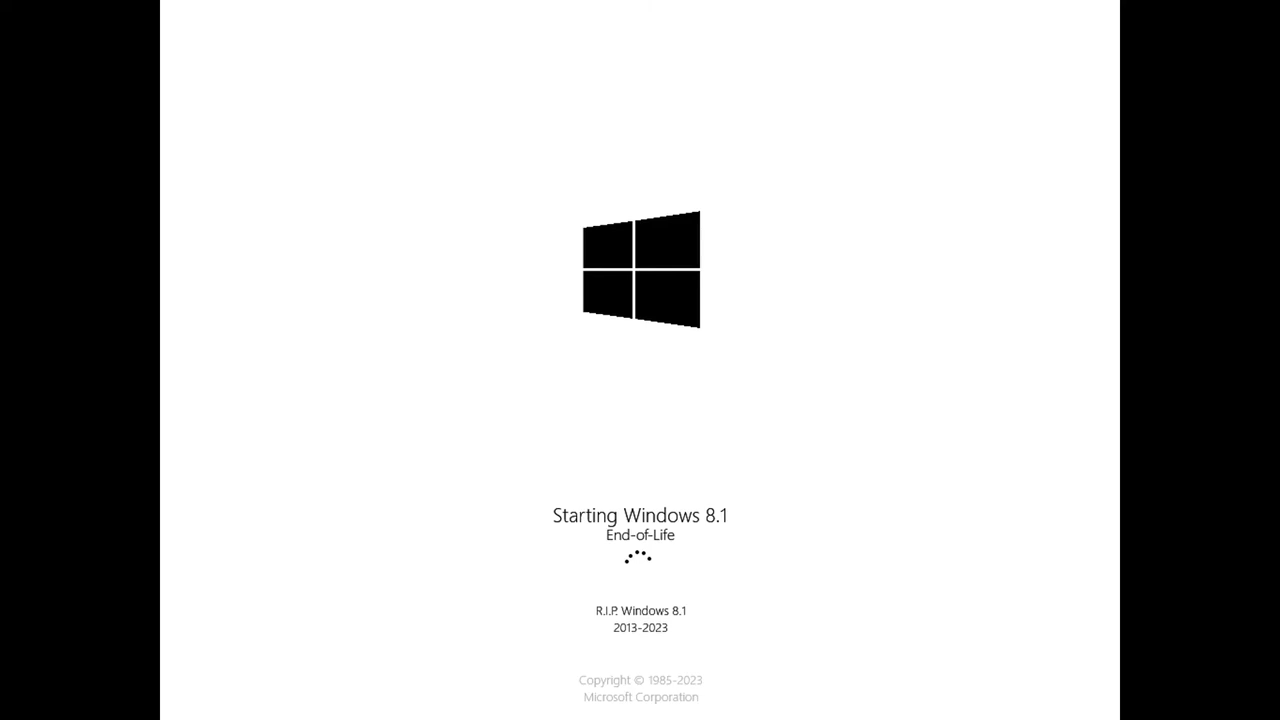 Starting Windows 8.1
End-of-Life
R.I.P. Windows 8.1
2013-2023
Copyright © 1985-2023
Microsoft Corporation